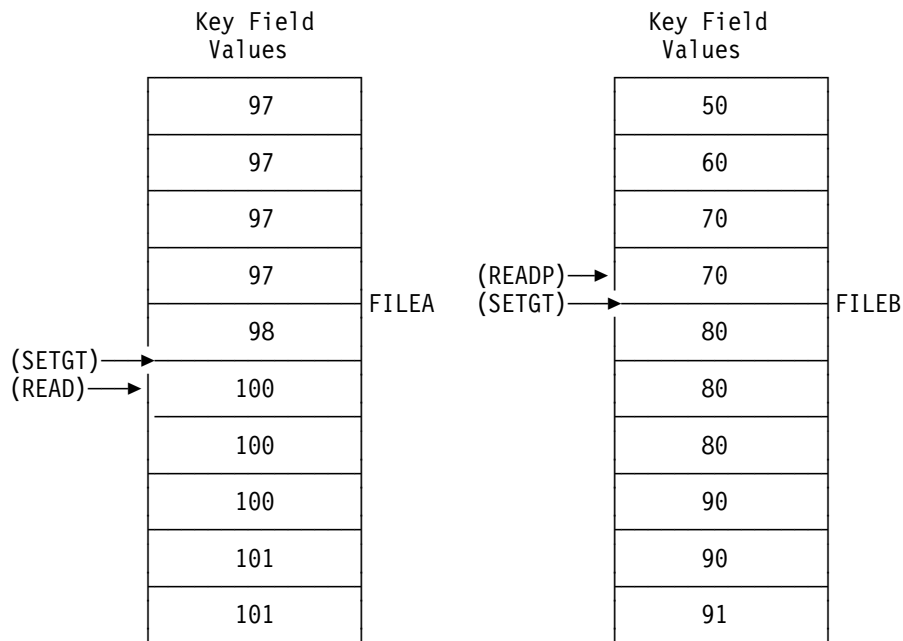 Key Field
Values
97
97
97
97
98
100
100
100
101
101
(SETGT)
(READ)
FILEA
Key Field
Values
50
60
70
70
80
80
80
90
90
91
(READP)
(SETGT)
FILEB